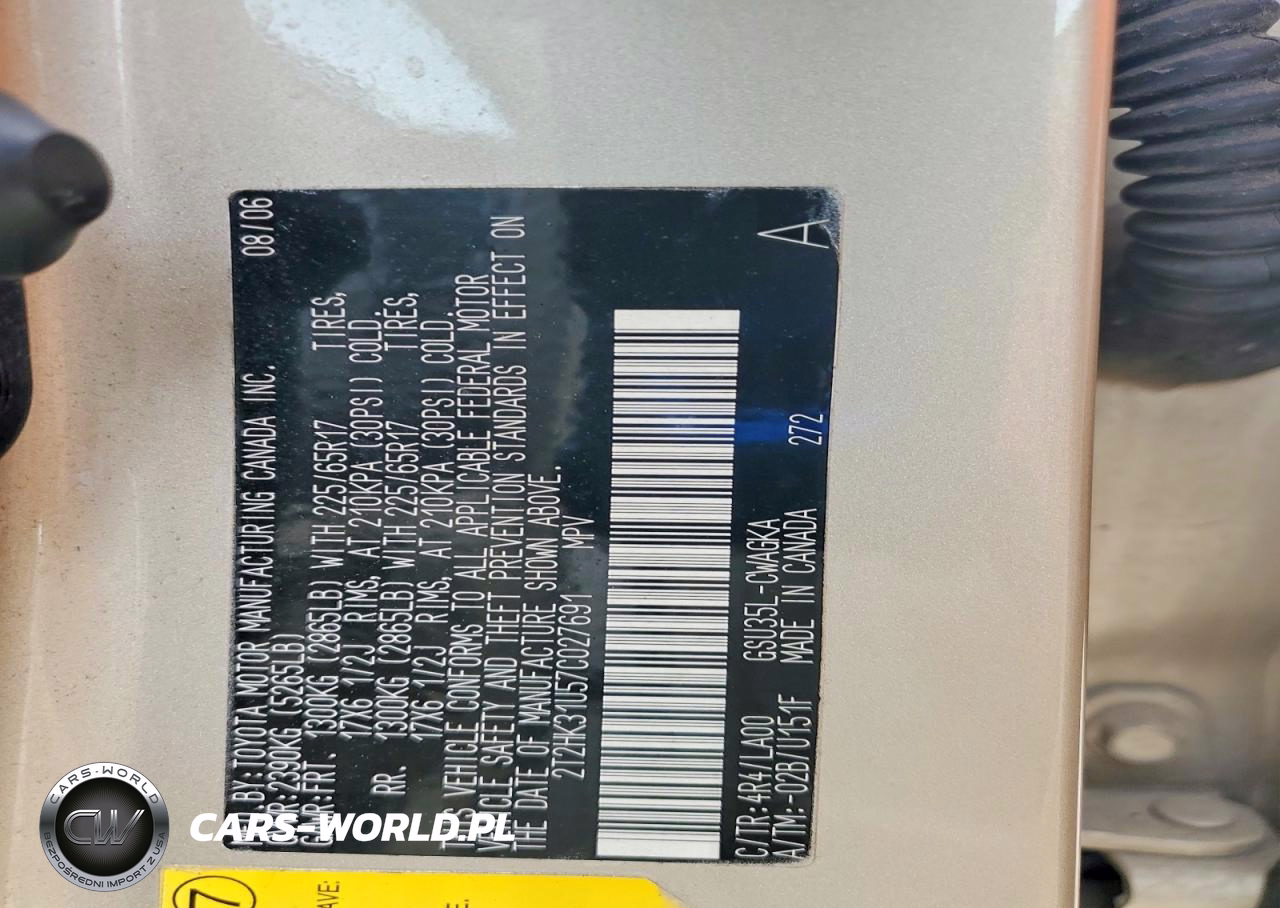 BY: TOYOTA MOTOR MANUFACTURING CANADA INC. 08/06
2390KG (5265LB)
FRT. 1300KG (2865LB) WITH 225/65R17 TIRES,
17X6 1/2J RIMS, AT 210KPA (30PSI) COLD.
RR. 1300KG (2865LB) WITH 225/65R17 TIRES,
17X6 1/2J RIMS, AT 210KPA (30PSI) COLD.
THIS VEHICLE CONFORMS TO ALL APPLICABLE FEDERAL MOTOR
VEHICLE SAFETY AND THEFT PREVENTION STANDARDS IN EFFECT ON
THE DATE OF MANUFACTURE SHOWN ABOVE.
2T2HK31U57C027691 MPV
C/TR:4R4/LA00 GSU35L-CWAGKA
A/TM:-02B/U151F MADE IN CANADA 272 A
7
CARS-WORLD
CW
BEZPOŚREDNI IMPORT Z USA
CARS-WORLD.PL